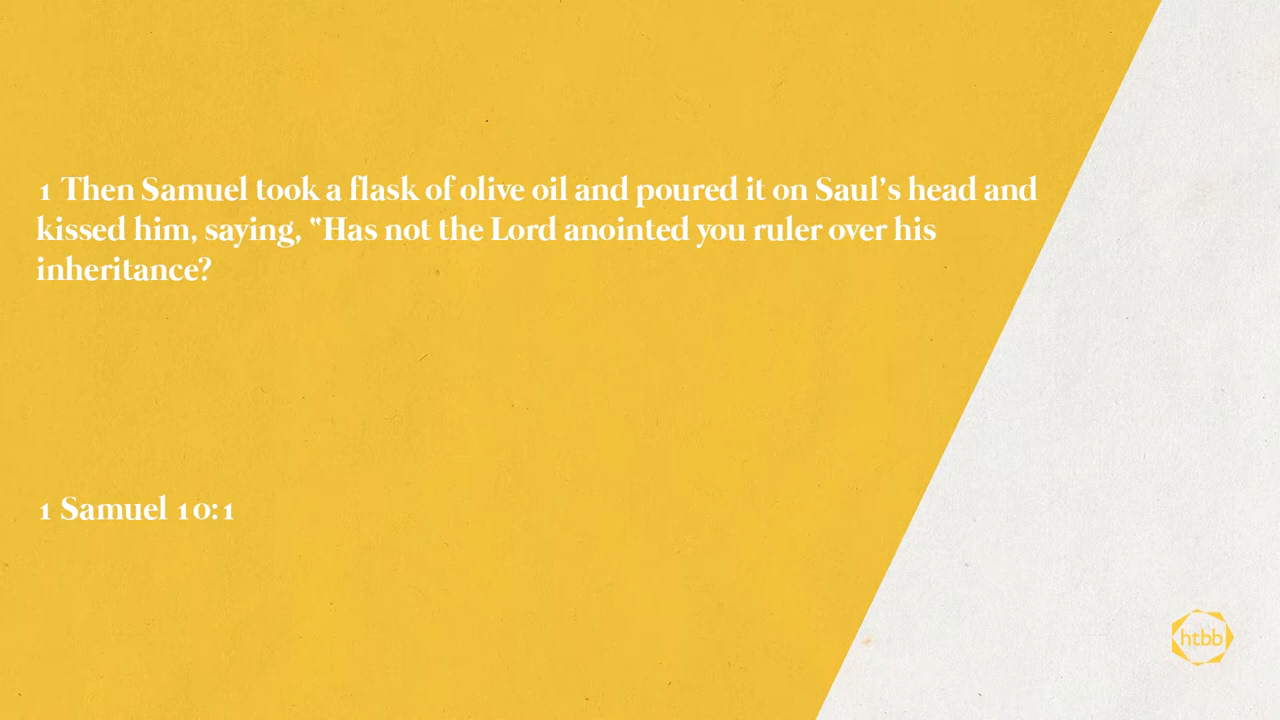 1 Then Samuel took a flask of olive oil and poured it on Saul’s head and
kissed him, saying, “Has not the Lord anointed you ruler over his
inheritance?
1 Samuel 10:1
htbb